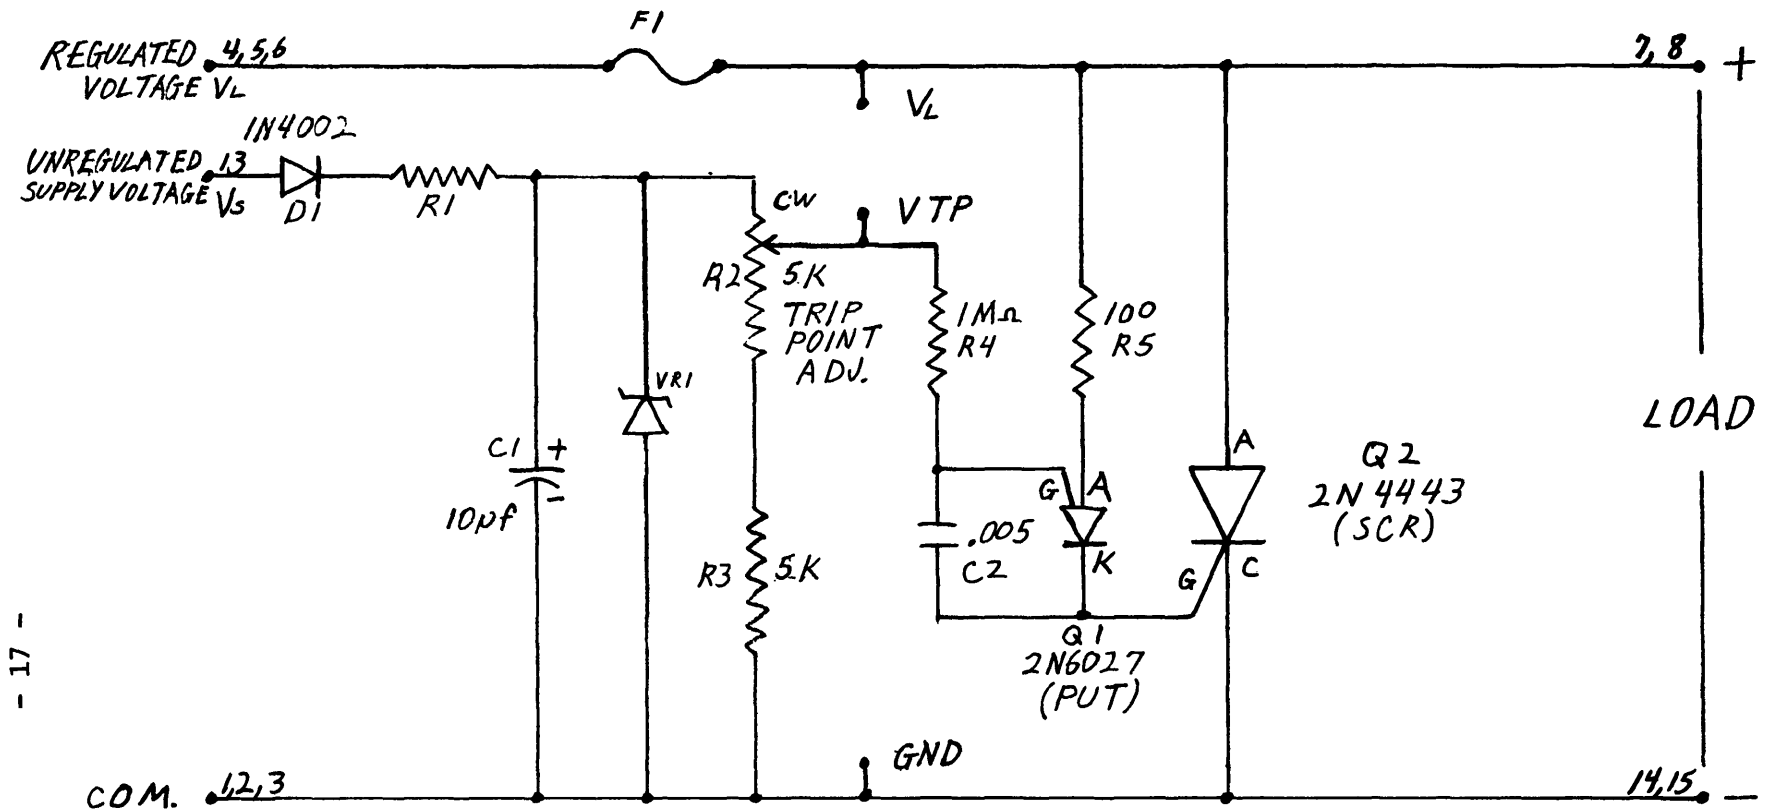 F1
REGULATED 4,5,6
VOLTAGE VL
7, 8 +
VL
1N4002
UNREGULATED 13
SUPPLY VOLTAGE VS
D1
R1
CW
VTP
R2
5K
TRIP
POINT
ADJ.
1MΩ
R4
100
R5
VR1
LOAD
C1 +
-
10µf
G A
A
Q2
2N4443
(SCR)
.005
C2
K
G C
R3 5K
Q1
2N6027
(PUT)
- 17 -
GND
COM. 1,2,3
14,15 -